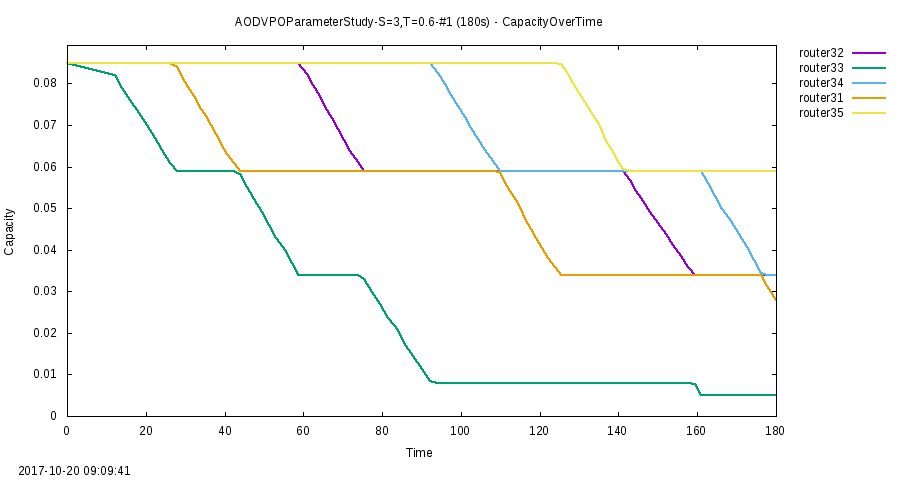 AODVPOParameterStudy-S=3,T=0.6-#1 (180s) - CapacityOverTime
router32
router33
router34
router31
router35
0.08
0.07
0.06
0.05
0.04
0.03
0.02
0.01
0
Capacity
0 20 40 60 80 100 120 140 160 180
Time
2017-10-20 09:09:41